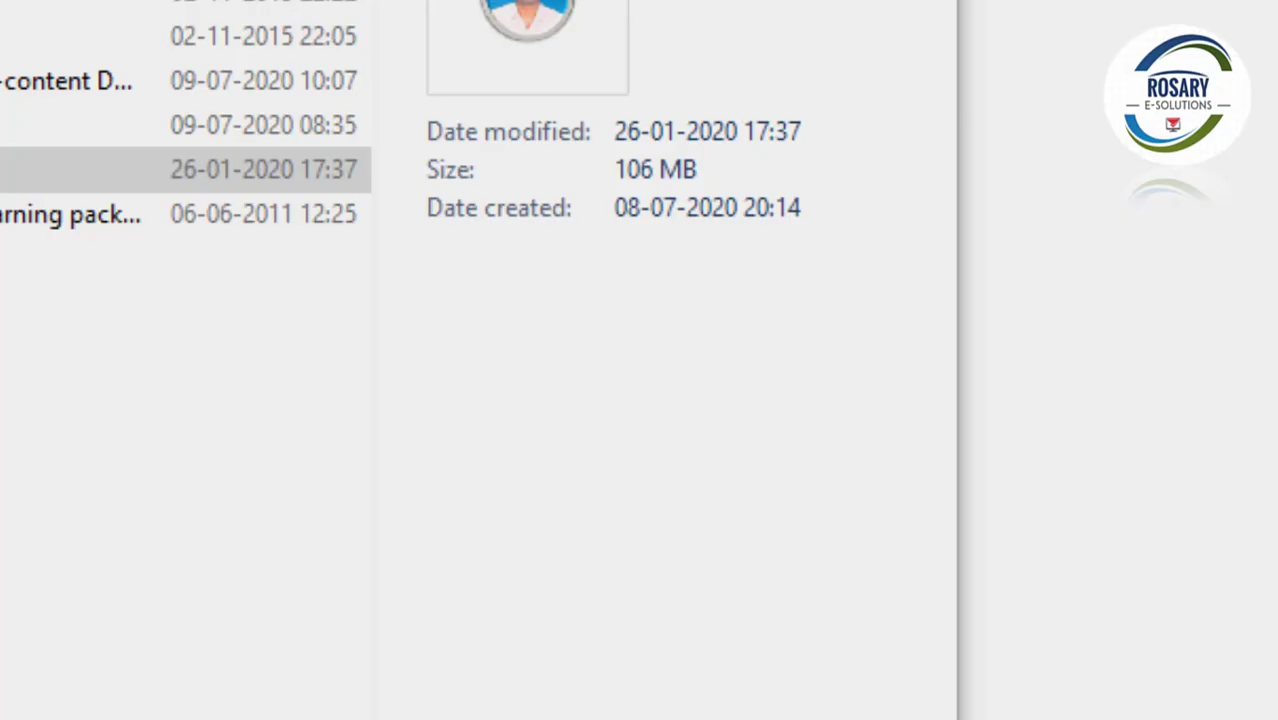 02-11-2015 22:05
-content D... 09-07-2020 10:07
09-07-2020 08:35
26-01-2020 17:37
arning pack... 06-06-2011 12:25
Date modified: 26-01-2020 17:37
Size: 106 MB
Date created: 08-07-2020 20:14
ROSARY
E-SOLUTIONS